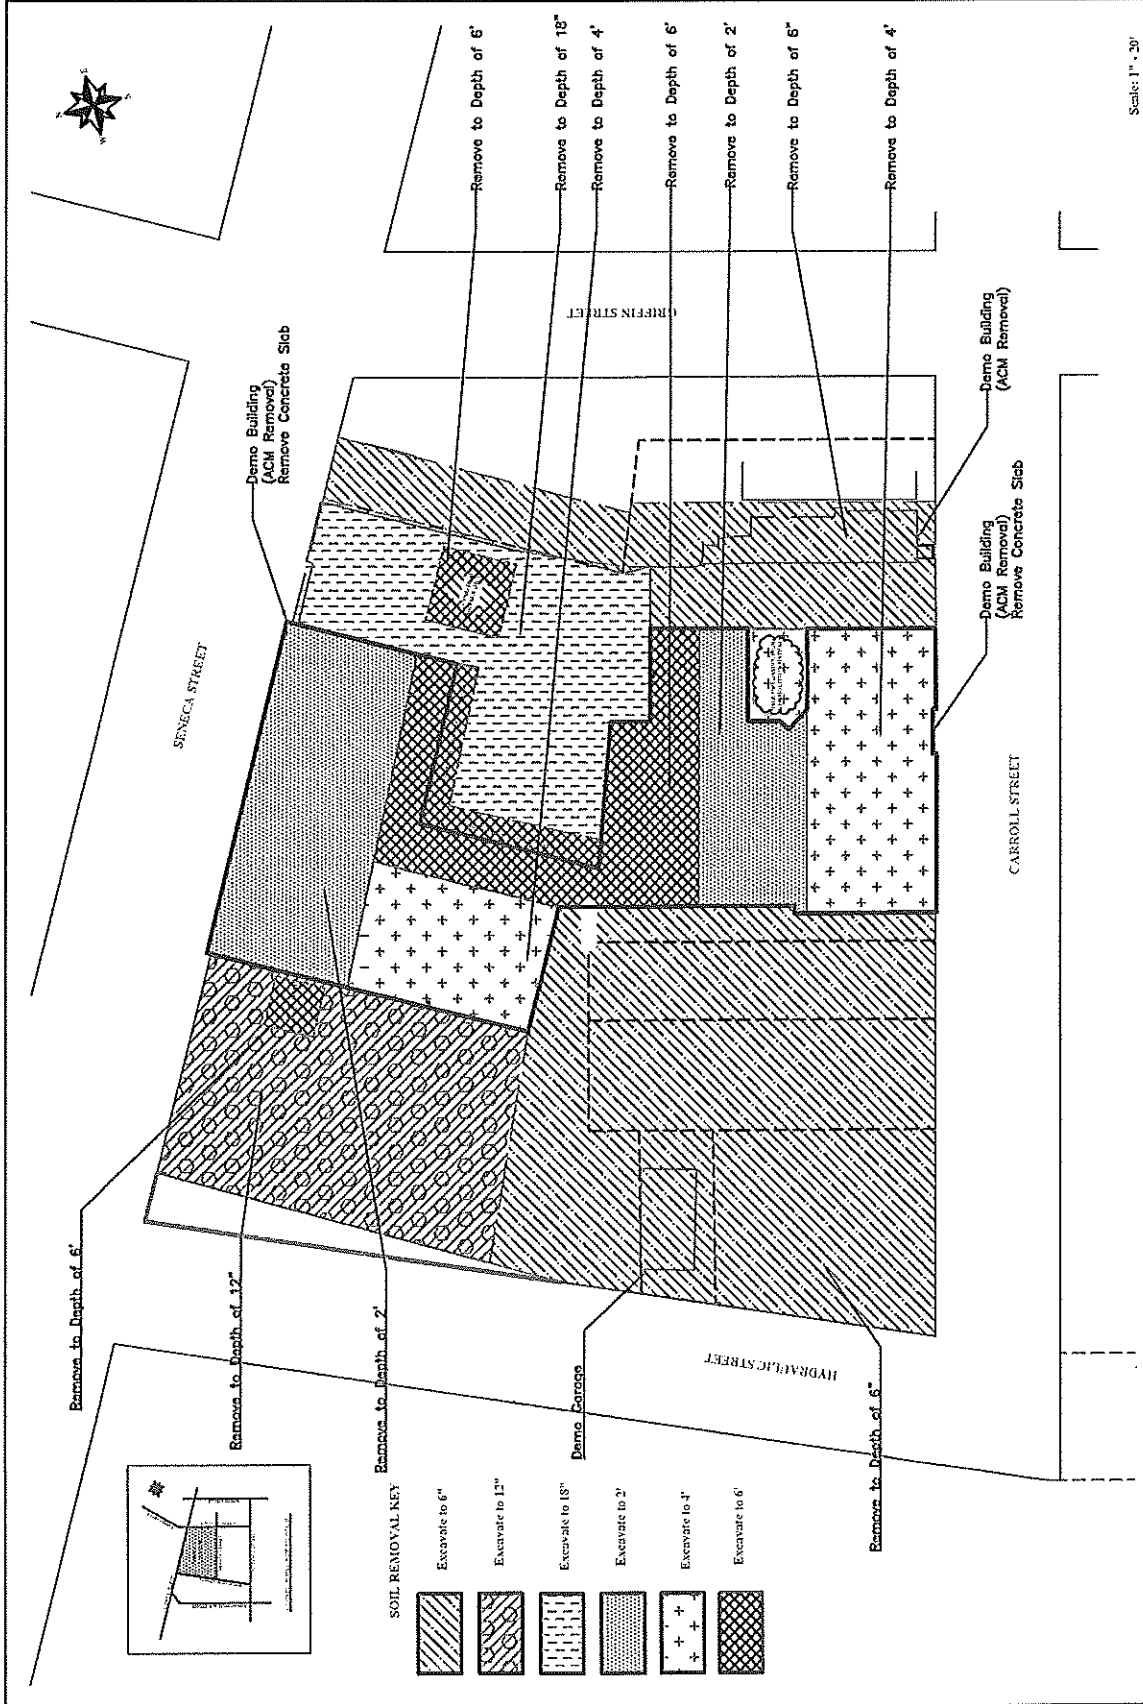 Remove to Depth of 6'
Remove to Depth of 18"
Remove to Depth of 4'
Remove to Depth of 6'
Remove to Depth of 2'
Remove to Depth of 6"
Remove to Depth of 4'
Scale: 1" - 20'
GRIFFIN STREET
Demo Building
(ACM Removal)
Remove Concrete Slab
Demo Building
(ACM Removal)
Demo Building
(ACM Removal)
Remove Concrete Slab
SENECA STREET
CARROLL STREET
HYDRAULIC STREET
Remove to Depth of 6'
Remove to Depth of 12"
Remove to Depth of 2'
Demo Garage
Remove to Depth of 6"
SOIL REMOVAL KEY
Excavate to 6"
Excavate to 12"
Excavate to 18"
Excavate to 2'
Excavate to 4'
Excavate to 6'